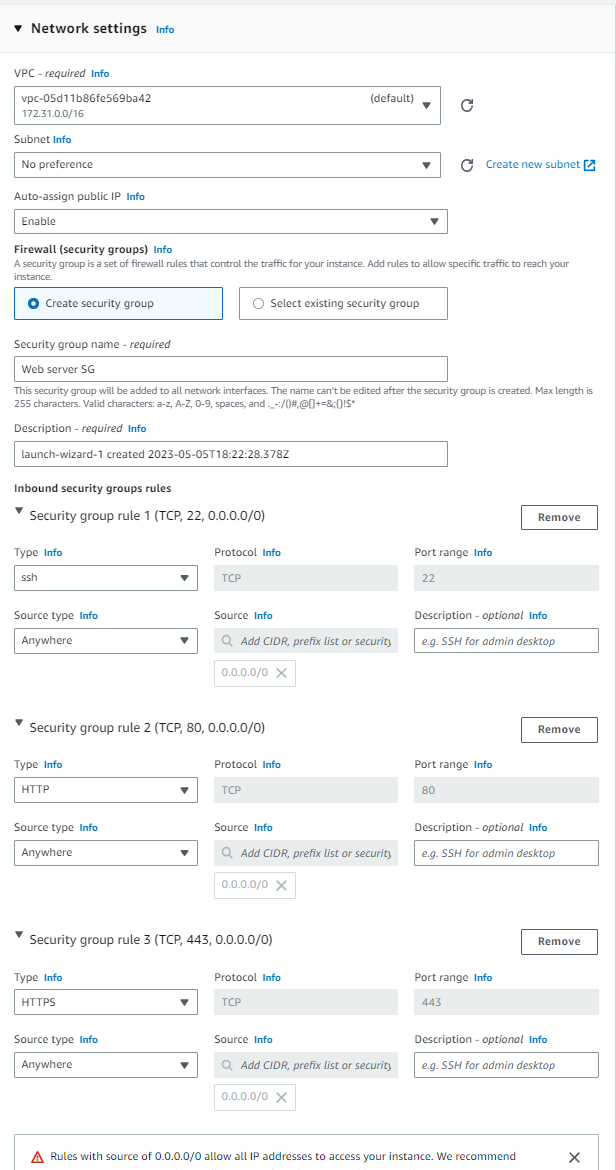 Network settings Info
VPC - required Info
vpc-05d11b86fe569ba42 (default)
172.31.0.0/16
Subnet Info
No preference
Create new subnet
Auto-assign public IP Info
Enable
Firewall (security groups) Info
A security group is a set of firewall rules that control the traffic for your instance. Add rules to allow specific traffic to reach your
instance.
Create security group
Select existing security group
Security group name - required
Web server SG
This security group will be added to all network interfaces. The name can't be edited after the security group is created. Max length is
255 characters. Valid characters: a-z, A-Z, 0-9, spaces, and ._-:/()#,@[]+=&;{}!$*
Description - required Info
launch-wizard-1 created 2023-05-05T18:22:28.378Z
Inbound security groups rules
Security group rule 1 (TCP, 22, 0.0.0.0/0)
Remove
Type Info Protocol Info Port range Info
ssh TCP 22
Source type Info Source Info Description - optional Info
Anywhere Add CIDR, prefix list or security e.g. SSH for admin desktop
0.0.0.0/0
Security group rule 2 (TCP, 80, 0.0.0.0/0)
Remove
Type Info Protocol Info Port range Info
HTTP TCP 80
Source type Info Source Info Description - optional Info
Anywhere Add CIDR, prefix list or security e.g. SSH for admin desktop
0.0.0.0/0
Security group rule 3 (TCP, 443, 0.0.0.0/0)
Remove
Type Info Protocol Info Port range Info
HTTPS TCP 443
Source type Info Source Info Description - optional Info
Anywhere Add CIDR, prefix list or security e.g. SSH for admin desktop
0.0.0.0/0
Rules with source of 0.0.0.0/0 allow all IP addresses to access your instance. We recommend